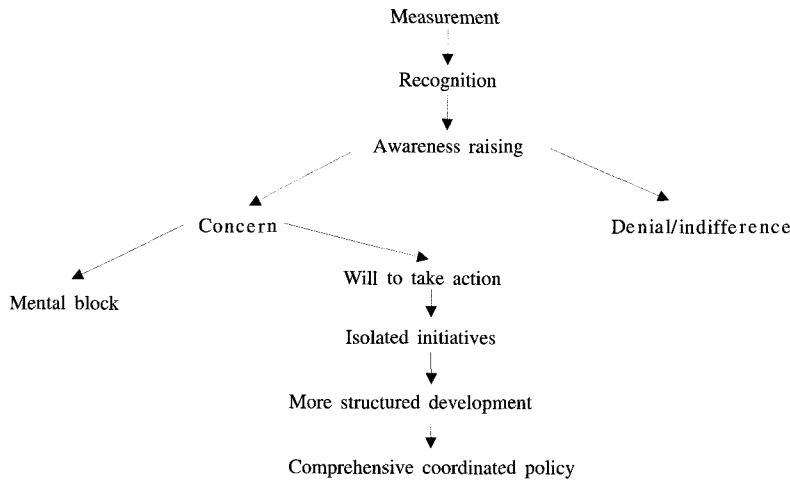 Measurement
Recognition
Awareness raising
Concern
Denial/indifference
Will to take action
Mental block
Isolated initiatives
More structured development
Comprehensive coordinated policy